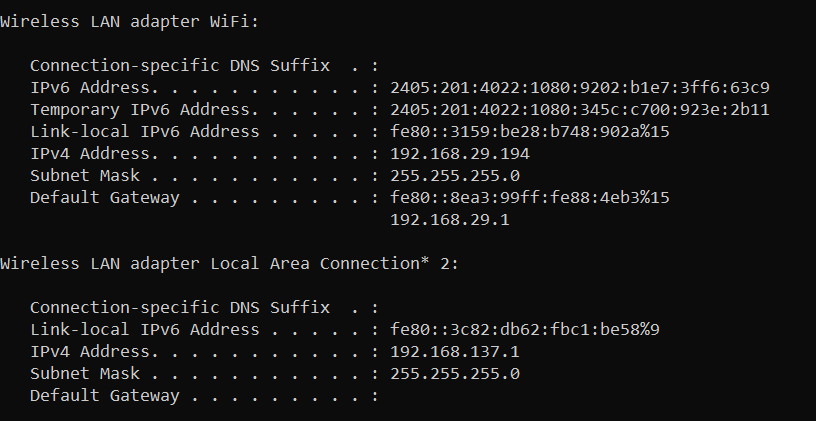 Wireless LAN adapter WiFi:
Connection-specific DNS Suffix  . :
IPv6 Address. . . . . . . . . . . : 2405:201:4022:1080:9202:b1e7:3ff6:63c9
Temporary IPv6 Address. . . . . . : 2405:201:4022:1080:345c:c700:923e:2b11
Link-local IPv6 Address . . . . . : fe80::3159:be28:b748:902a%15
IPv4 Address. . . . . . . . . . . : 192.168.29.194
Subnet Mask . . . . . . . . . . . : 255.255.255.0
Default Gateway . . . . . . . . . : fe80::8ea3:99ff:fe88:4eb3%15
192.168.29.1
Wireless LAN adapter Local Area Connection* 2:
Connection-specific DNS Suffix  . :
Link-local IPv6 Address . . . . . : fe80::3c82:db62:fbc1:be58%9
IPv4 Address. . . . . . . . . . . : 192.168.137.1
Subnet Mask . . . . . . . . . . . : 255.255.255.0
Default Gateway . . . . . . . . . :